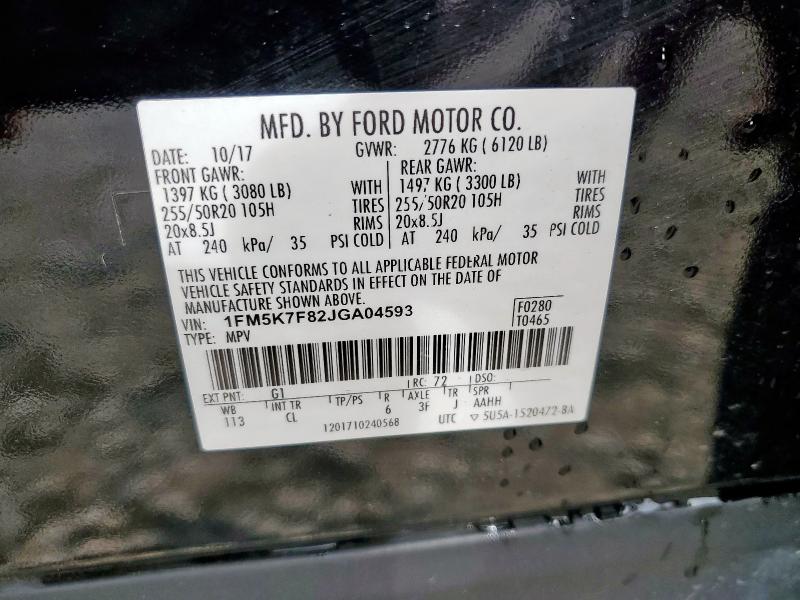 MFD. BY FORD MOTOR CO.
DATE: 10/17 GVWR: 2776 KG ( 6120 LB)
FRONT GAWR: REAR GAWR:
1397 KG ( 3080 LB) WITH 1497 KG ( 3300 LB) WITH
255/50R20 105H TIRES 255/50R20 105H TIRES
20x8.5J RIMS 20x8.5J RIMS
AT 240 kPa/ 35 PSI COLD AT 240 kPa/ 35 PSI COLD
THIS VEHICLE CONFORMS TO ALL APPLICABLE FEDERAL MOTOR
VEHICLE SAFETY STANDARDS IN EFFECT ON THE DATE OF
MANUFACTURE SHOWN ABOVE.
VIN: 1FM5K7F82JGA04593 F0280
TYPE: MPV T0465
EXT PNT: G1 RC: 72 DSO:
WB INT TR TP/PS R AXLE TR SPR
113 CL 6 3F J AAHH
1201710240568 UTC ▽ 5U5A-1520472-BA